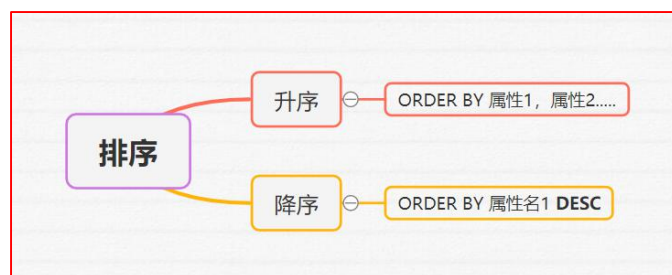 排序
升序
ORDER BY 属性1，属性2.....
降序
ORDER BY 属性名1 DESC